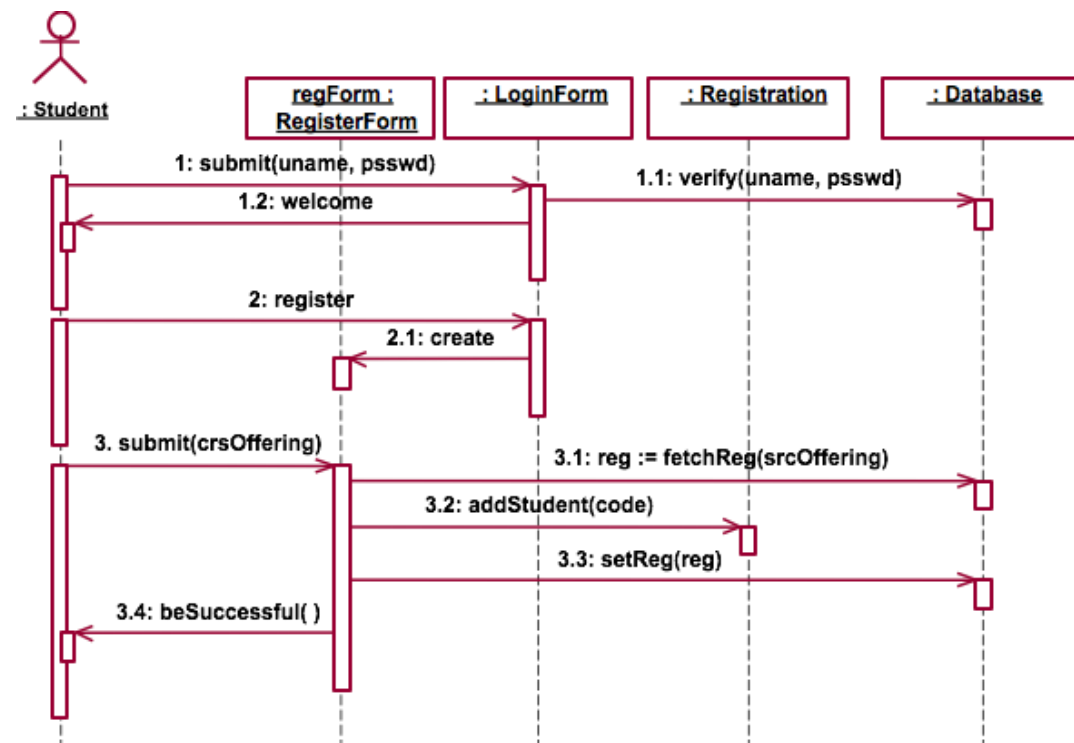 : Student
regForm :
RegisterForm
: LoginForm
: Registration
: Database
1: submit(uname, psswd)
1.1: verify(uname, psswd)
1.2: welcome
2: register
2.1: create
3. submit(crsOffering)
3.1: reg := fetchReg(srcOffering)
3.2: addStudent(code)
3.3: setReg(reg)
3.4: beSuccessful( )